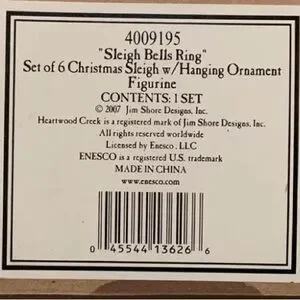 4009195
"Sleigh Bells Ring"
Set of 6 Christmas Sleigh w/Hanging Ornament
Figurine
CONTENTS: 1 SET
© 2007 Jim Shore Designs, Inc.
Heartwood Creek is a registered mark of Jim Shore Designs, Inc.
All rights reserved worldwide
Licensed by Enesco, LLC
ENESCO is a registered U.S. trademark
MADE IN CHINA
www.enesco.com
0 45544 13626 6